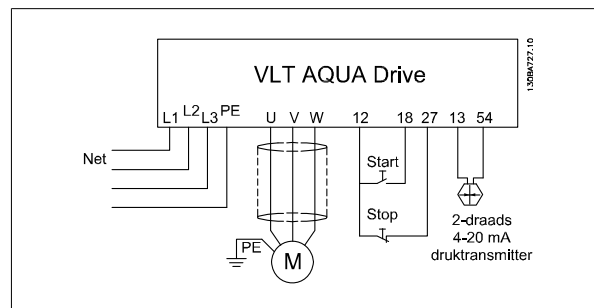 VLT AQUA Drive
130BA727.10
L1 L2 L3 PE U V W 12 18 27 13 54
Net
Start
Stop
PE
M
2-draads
4-20 mA
druktransmitter